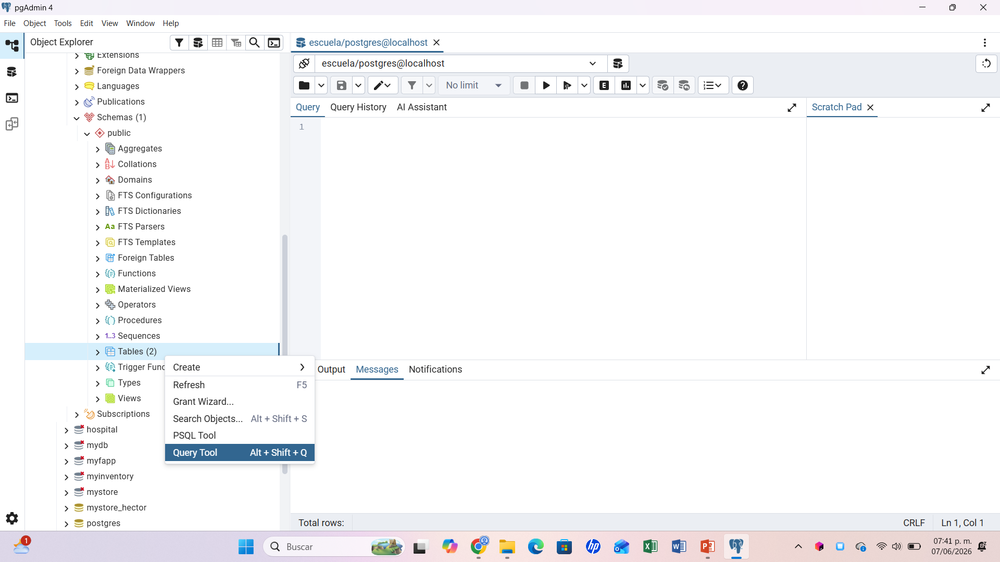 pgAdmin 4
File Object Tools Edit View Window Help
Object Explorer
escuela/postgres@localhost
escuela/postgres@localhost
No limit
E
Query Query History AI Assistant
Scratch Pad
1
Extensions
Foreign Data Wrappers
Languages
Publications
Schemas (1)
public
Aggregates
Collations
Domains
FTS Configurations
FTS Dictionaries
Aa FTS Parsers
FTS Templates
Foreign Tables
Functions
Materialized Views
Operators
Procedures
1..3 Sequences
Tables (2)
Trigger Func
Types
Views
Subscriptions
hospital
mydb
myfapp
myinventory
mystore
mystore_hector
postgres
Create
Refresh F5
Grant Wizard...
Search Objects... Alt + Shift + S
PSQL Tool
Query Tool Alt + Shift + Q
Output Messages Notifications
Total rows:
CRLF Ln 1, Col 1
1
Buscar
07:41 p. m.
07/06/2026